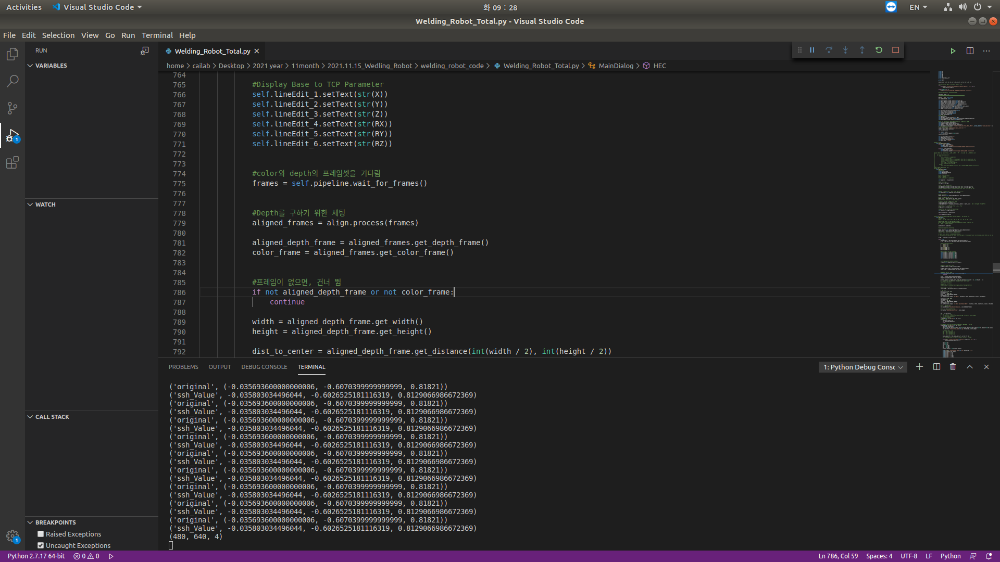 Activities Visual Studio Code 화 09 : 28 EN
Welding_Robot_Total.py - Visual Studio Code
File Edit Selection View Go Run Terminal Help
RUN
Welding_Robot_Total.py
VARIABLES
home > cailab > Desktop > 2021 year > 11month > 2021.11.15_Wedling_Robot > welding_robot_code > Welding_Robot_Total.py > MainDialog > HEC
764
765 #Display Base to TCP Parameter
766 self.lineEdit_1.setText(str(X))
767 self.lineEdit_2.setText(str(Y))
768 self.lineEdit_3.setText(str(Z))
769 self.lineEdit_4.setText(str(RX))
770 self.lineEdit_5.setText(str(RY))
771 self.lineEdit_6.setText(str(RZ))
772
773
774 #color와 depth의 프레임셋을 기다림
775 frames = self.pipeline.wait_for_frames()
776
777
778 #Depth를 구하기 위한 세팅
779 aligned_frames = align.process(frames)
780
781 aligned_depth_frame = aligned_frames.get_depth_frame()
782 color_frame = aligned_frames.get_color_frame()
783
784
785 #프레임이 없으면, 건너 뜀
786 if not aligned_depth_frame or not color_frame:
787 continue
788
789 width = aligned_depth_frame.get_width()
790 height = aligned_depth_frame.get_height()
791
792 dist_to_center = aligned_depth_frame.get_distance(int(width / 2), int(height / 2))
WATCH
CALL STACK
BREAKPOINTS
Raised Exceptions
Uncaught Exceptions
PROBLEMS OUTPUT DEBUG CONSOLE TERMINAL 1: Python Debug Consc
('original', (-0.035693600000000006, -0.6070399999999999, 0.81821))
('ssh_Value', -0.035803034496044, -0.6026525181116319, 0.8129066986672369)
('original', (-0.035693600000000006, -0.6070399999999999, 0.81821))
('ssh_Value', -0.035803034496044, -0.6026525181116319, 0.8129066986672369)
('original', (-0.035693600000000006, -0.6070399999999999, 0.81821))
('ssh_Value', -0.035803034496044, -0.6026525181116319, 0.8129066986672369)
('original', (-0.035693600000000006, -0.6070399999999999, 0.81821))
('ssh_Value', -0.035803034496044, -0.6026525181116319, 0.8129066986672369)
('original', (-0.035693600000000006, -0.6070399999999999, 0.81821))
('ssh_Value', -0.035803034496044, -0.6026525181116319, 0.8129066986672369)
('original', (-0.035693600000000006, -0.6070399999999999, 0.81821))
('ssh_Value', -0.035803034496044, -0.6026525181116319, 0.8129066986672369)
('original', (-0.035693600000000006, -0.6070399999999999, 0.81821))
('ssh_Value', -0.035803034496044, -0.6026525181116319, 0.8129066986672369)
('original', (-0.035693600000000006, -0.6070399999999999, 0.81821))
('ssh_Value', -0.035803034496044, -0.6026525181116319, 0.8129066986672369)
('original', (-0.035693600000000006, -0.6070399999999999, 0.81821))
('ssh_Value', -0.035803034496044, -0.6026525181116319, 0.8129066986672369)
(480, 640, 4)
1
1
Python 2.7.17 64-bit 0 0 Ln 786, Col 59 Spaces: 4 UTF-8 LF Python